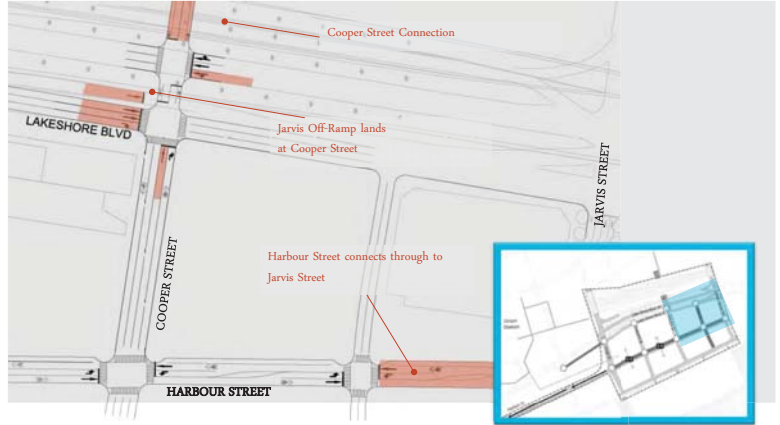 Cooper Street Connection
Jarvis Off-Ramp lands
at Cooper Street
LAKESHORE BLVD
JARVIS STREET
COOPER STREET
Harbour Street connects through to
Jarvis Street
HARBOUR STREET